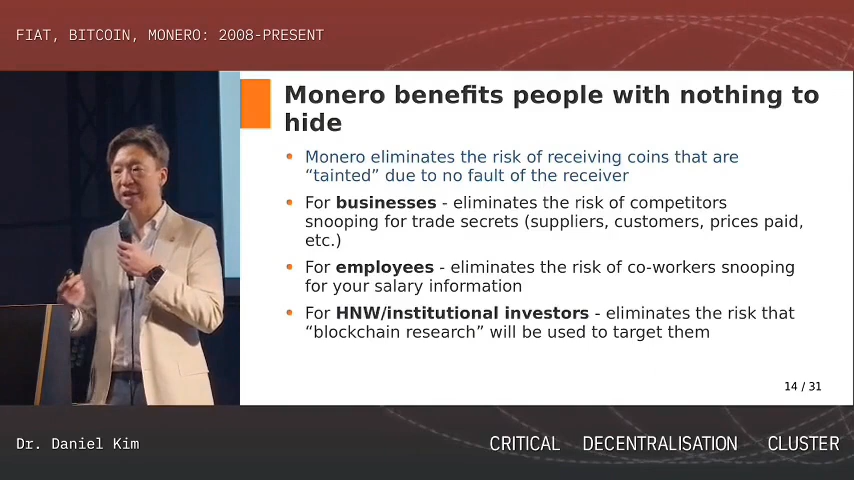 FIAT, BITCOIN, MONERO: 2008-PRESENT
Monero benefits people with nothing to
hide
• Monero eliminates the risk of receiving coins that are
“tainted” due to no fault of the receiver
• For businesses - eliminates the risk of competitors
snooping for trade secrets (suppliers, customers, prices paid,
etc.)
• For employees - eliminates the risk of co-workers snooping
for your salary information
• For HNW/institutional investors - eliminates the risk that
“blockchain research” will be used to target them
14 / 31
Dr. Daniel Kim
CRITICAL DECENTRALISATION CLUSTER